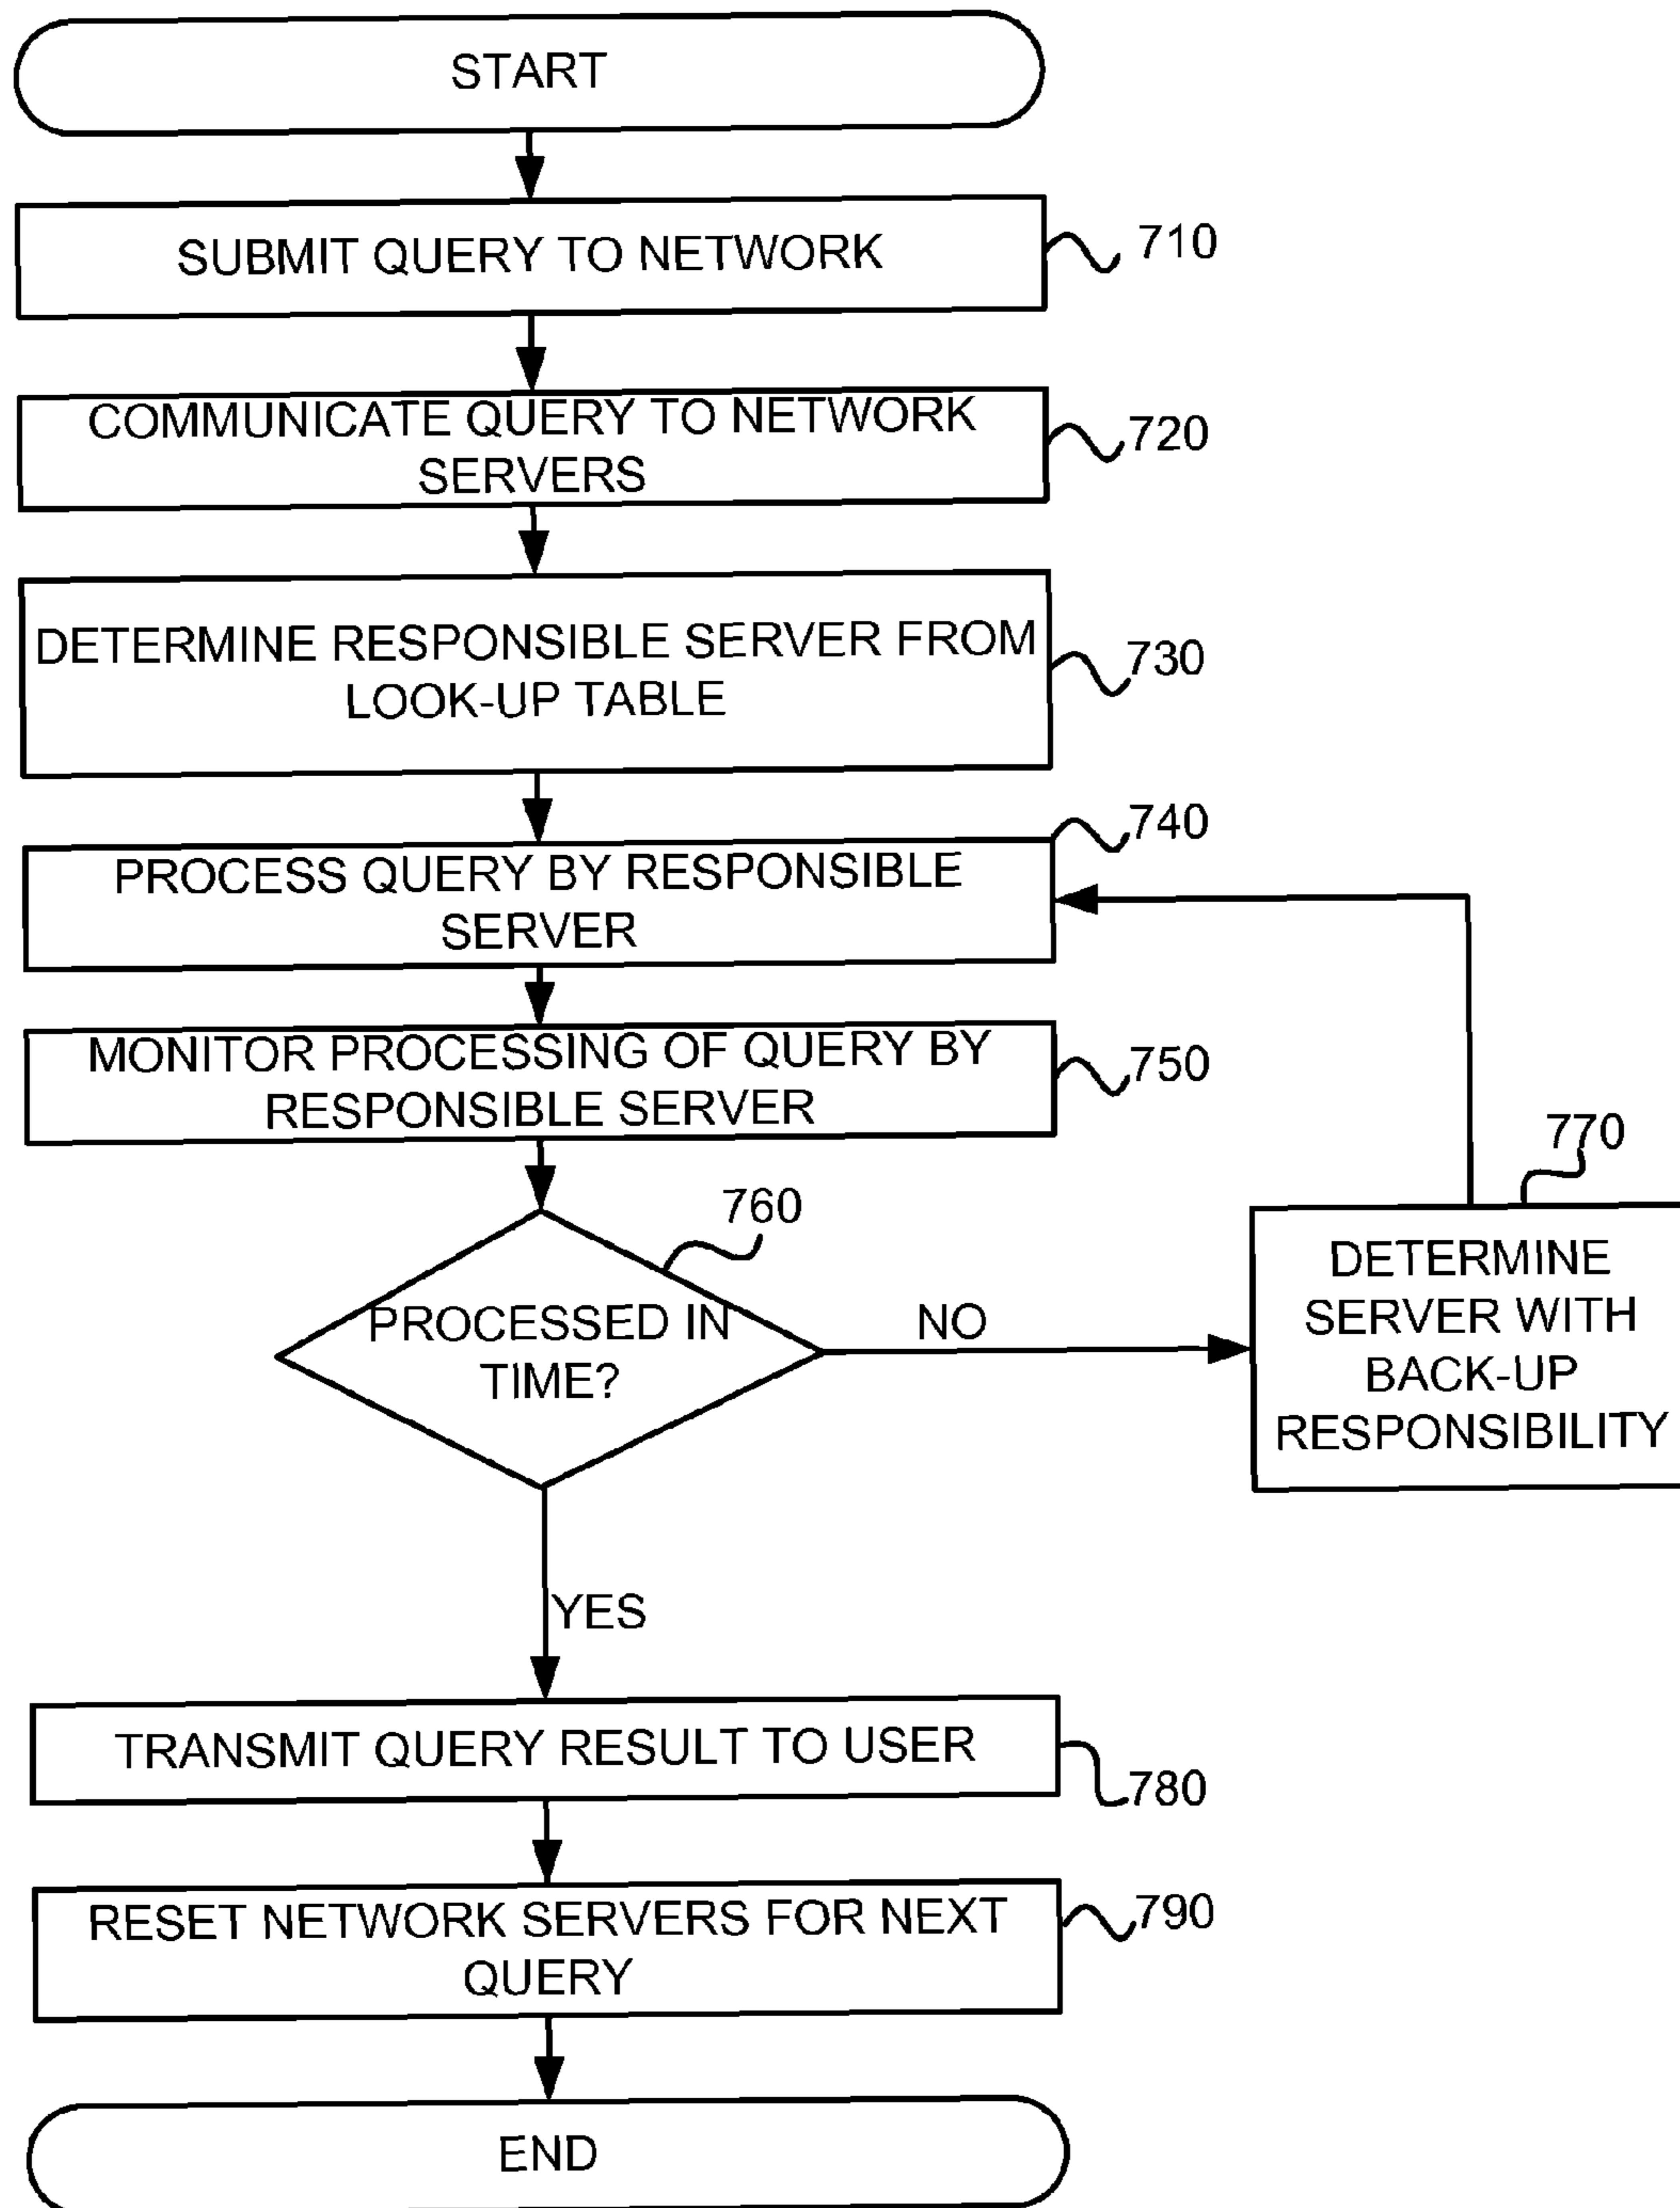 START
SUBMIT QUERY TO NETWORK
710
COMMUNICATE QUERY TO NETWORK
SERVERS
720
DETERMINE RESPONSIBLE SERVER FROM
LOOK-UP TABLE
730
740
PROCESS QUERY BY RESPONSIBLE
SERVER
MONITOR PROCESSING OF QUERY BY
RESPONSIBLE SERVER
750
760
PROCESSED IN
TIME?
NO
770
DETERMINE
SERVER WITH
BACK-UP
RESPONSIBILITY
YES
TRANSMIT QUERY RESULT TO USER
780
RESET NETWORK SERVERS FOR NEXT
QUERY
790
END